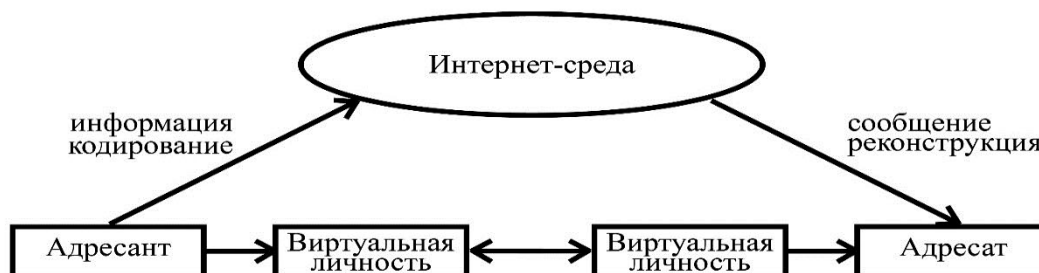 Интернет-среда
информация
кодирование
сообщение
реконструкция
Адресант
Виртуальная
личность
Виртуальная
личность
Адресат